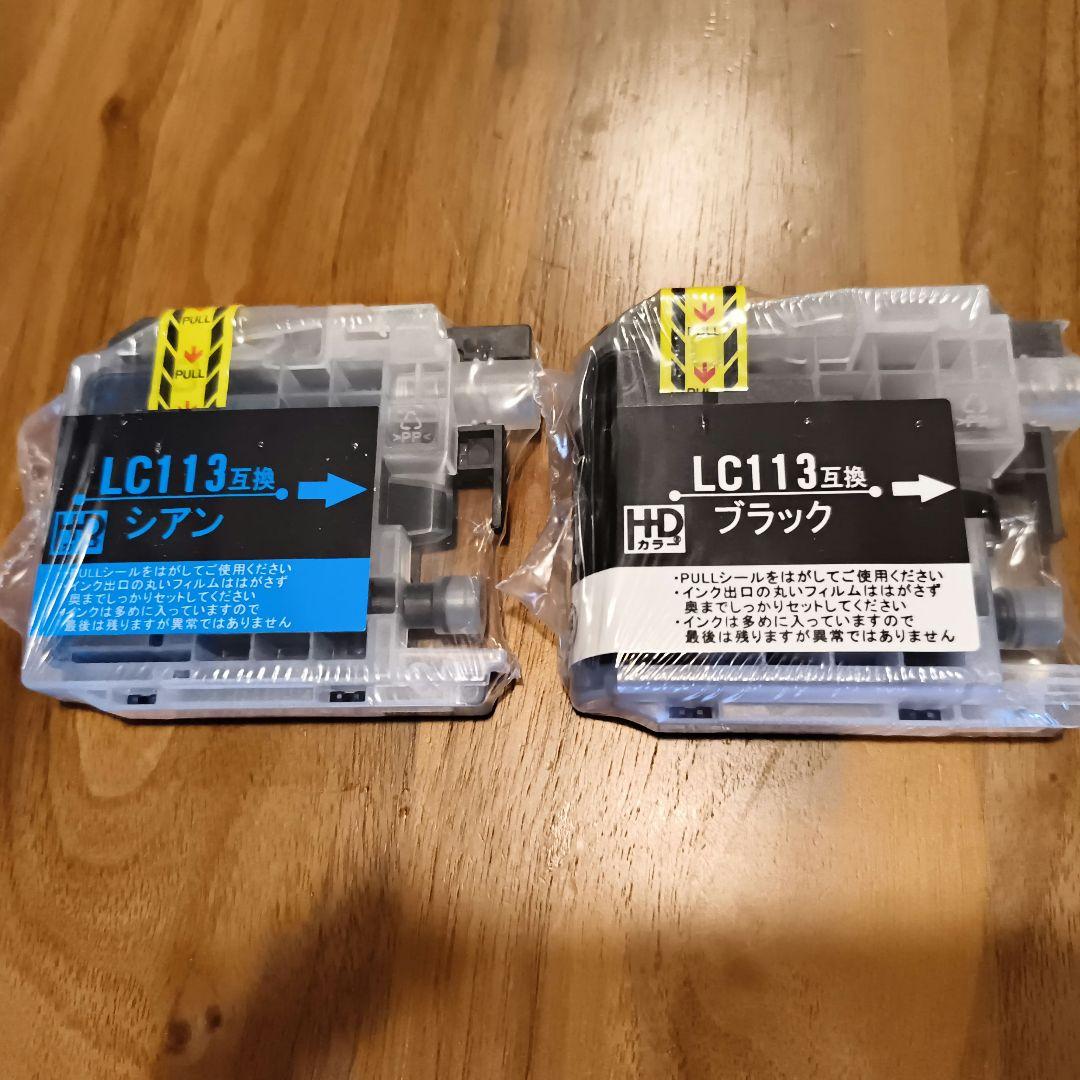 PULL
PULL
>PP<
LC113互換
シアン
HD
・PULLシールをはがしてご使用ください
・インク出口の丸いフィルムははがさず
奥までしっかりセットしてください
・インクは多めに入っていますので
最後は残りますが異常ではありません
PULL
PULL
>PP<
LC113互換
ブラック
HD
カラー®
・PULLシールをはがしてご使用ください
・インク出口の丸いフィルムははがさず
奥までしっかりセットしてください
・インクは多めに入っていますので
最後は残りますが異常ではありません